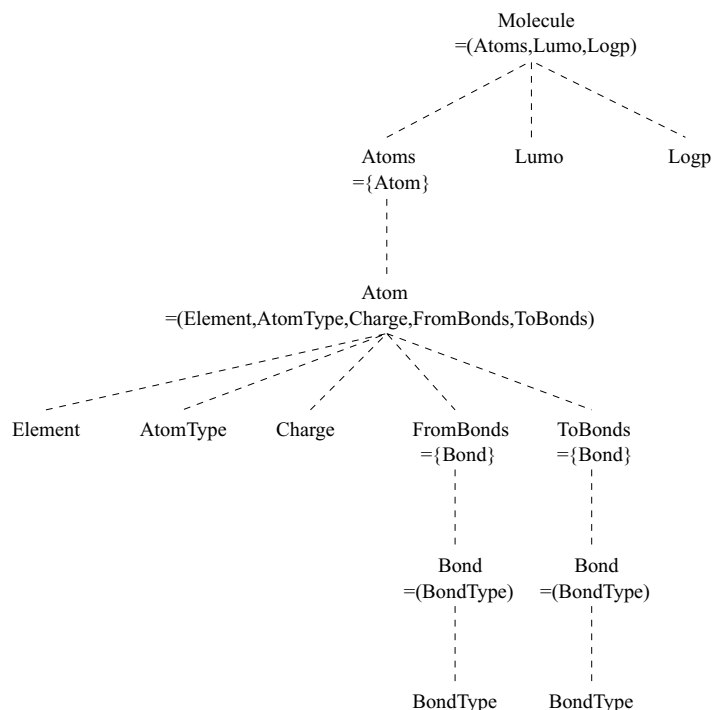 Molecule
=(Atoms,Lumo,Logp)
Atoms
={Atom}
Lumo
Logp
Atom
=(Element,AtomType,Charge,FromBonds,ToBonds)
Element
AtomType
Charge
FromBonds
={Bond}
ToBonds
={Bond}
Bond
=(BondType)
Bond
=(BondType)
BondType
BondType